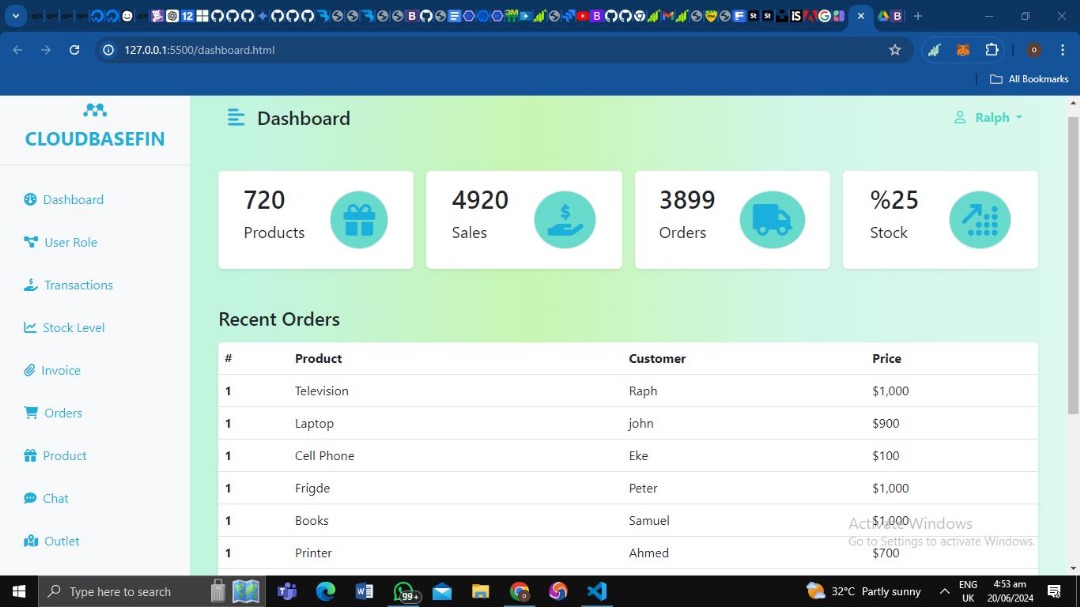 127.0.0.1:5500/dashboard.html
All Bookmarks
CLOUDBASEFIN
Dashboard
Ralph
Dashboard
User Role
Transactions
Stock Level
Invoice
Orders
Product
Chat
Outlet
720
Products
4920
Sales
3899
Orders
%25
Stock
Recent Orders
# Product Customer Price
1 Television Raph $1,000
1 Laptop john $900
1 Cell Phone Eke $100
1 Frigde Peter $1,000
1 Books Samuel $1,000
1 Printer Ahmed $700
Activate Windows
Go to Settings to activate Windows.
Type here to search
99+
32°C Partly sunny
ENG
UK
4:53 am
20/06/2024